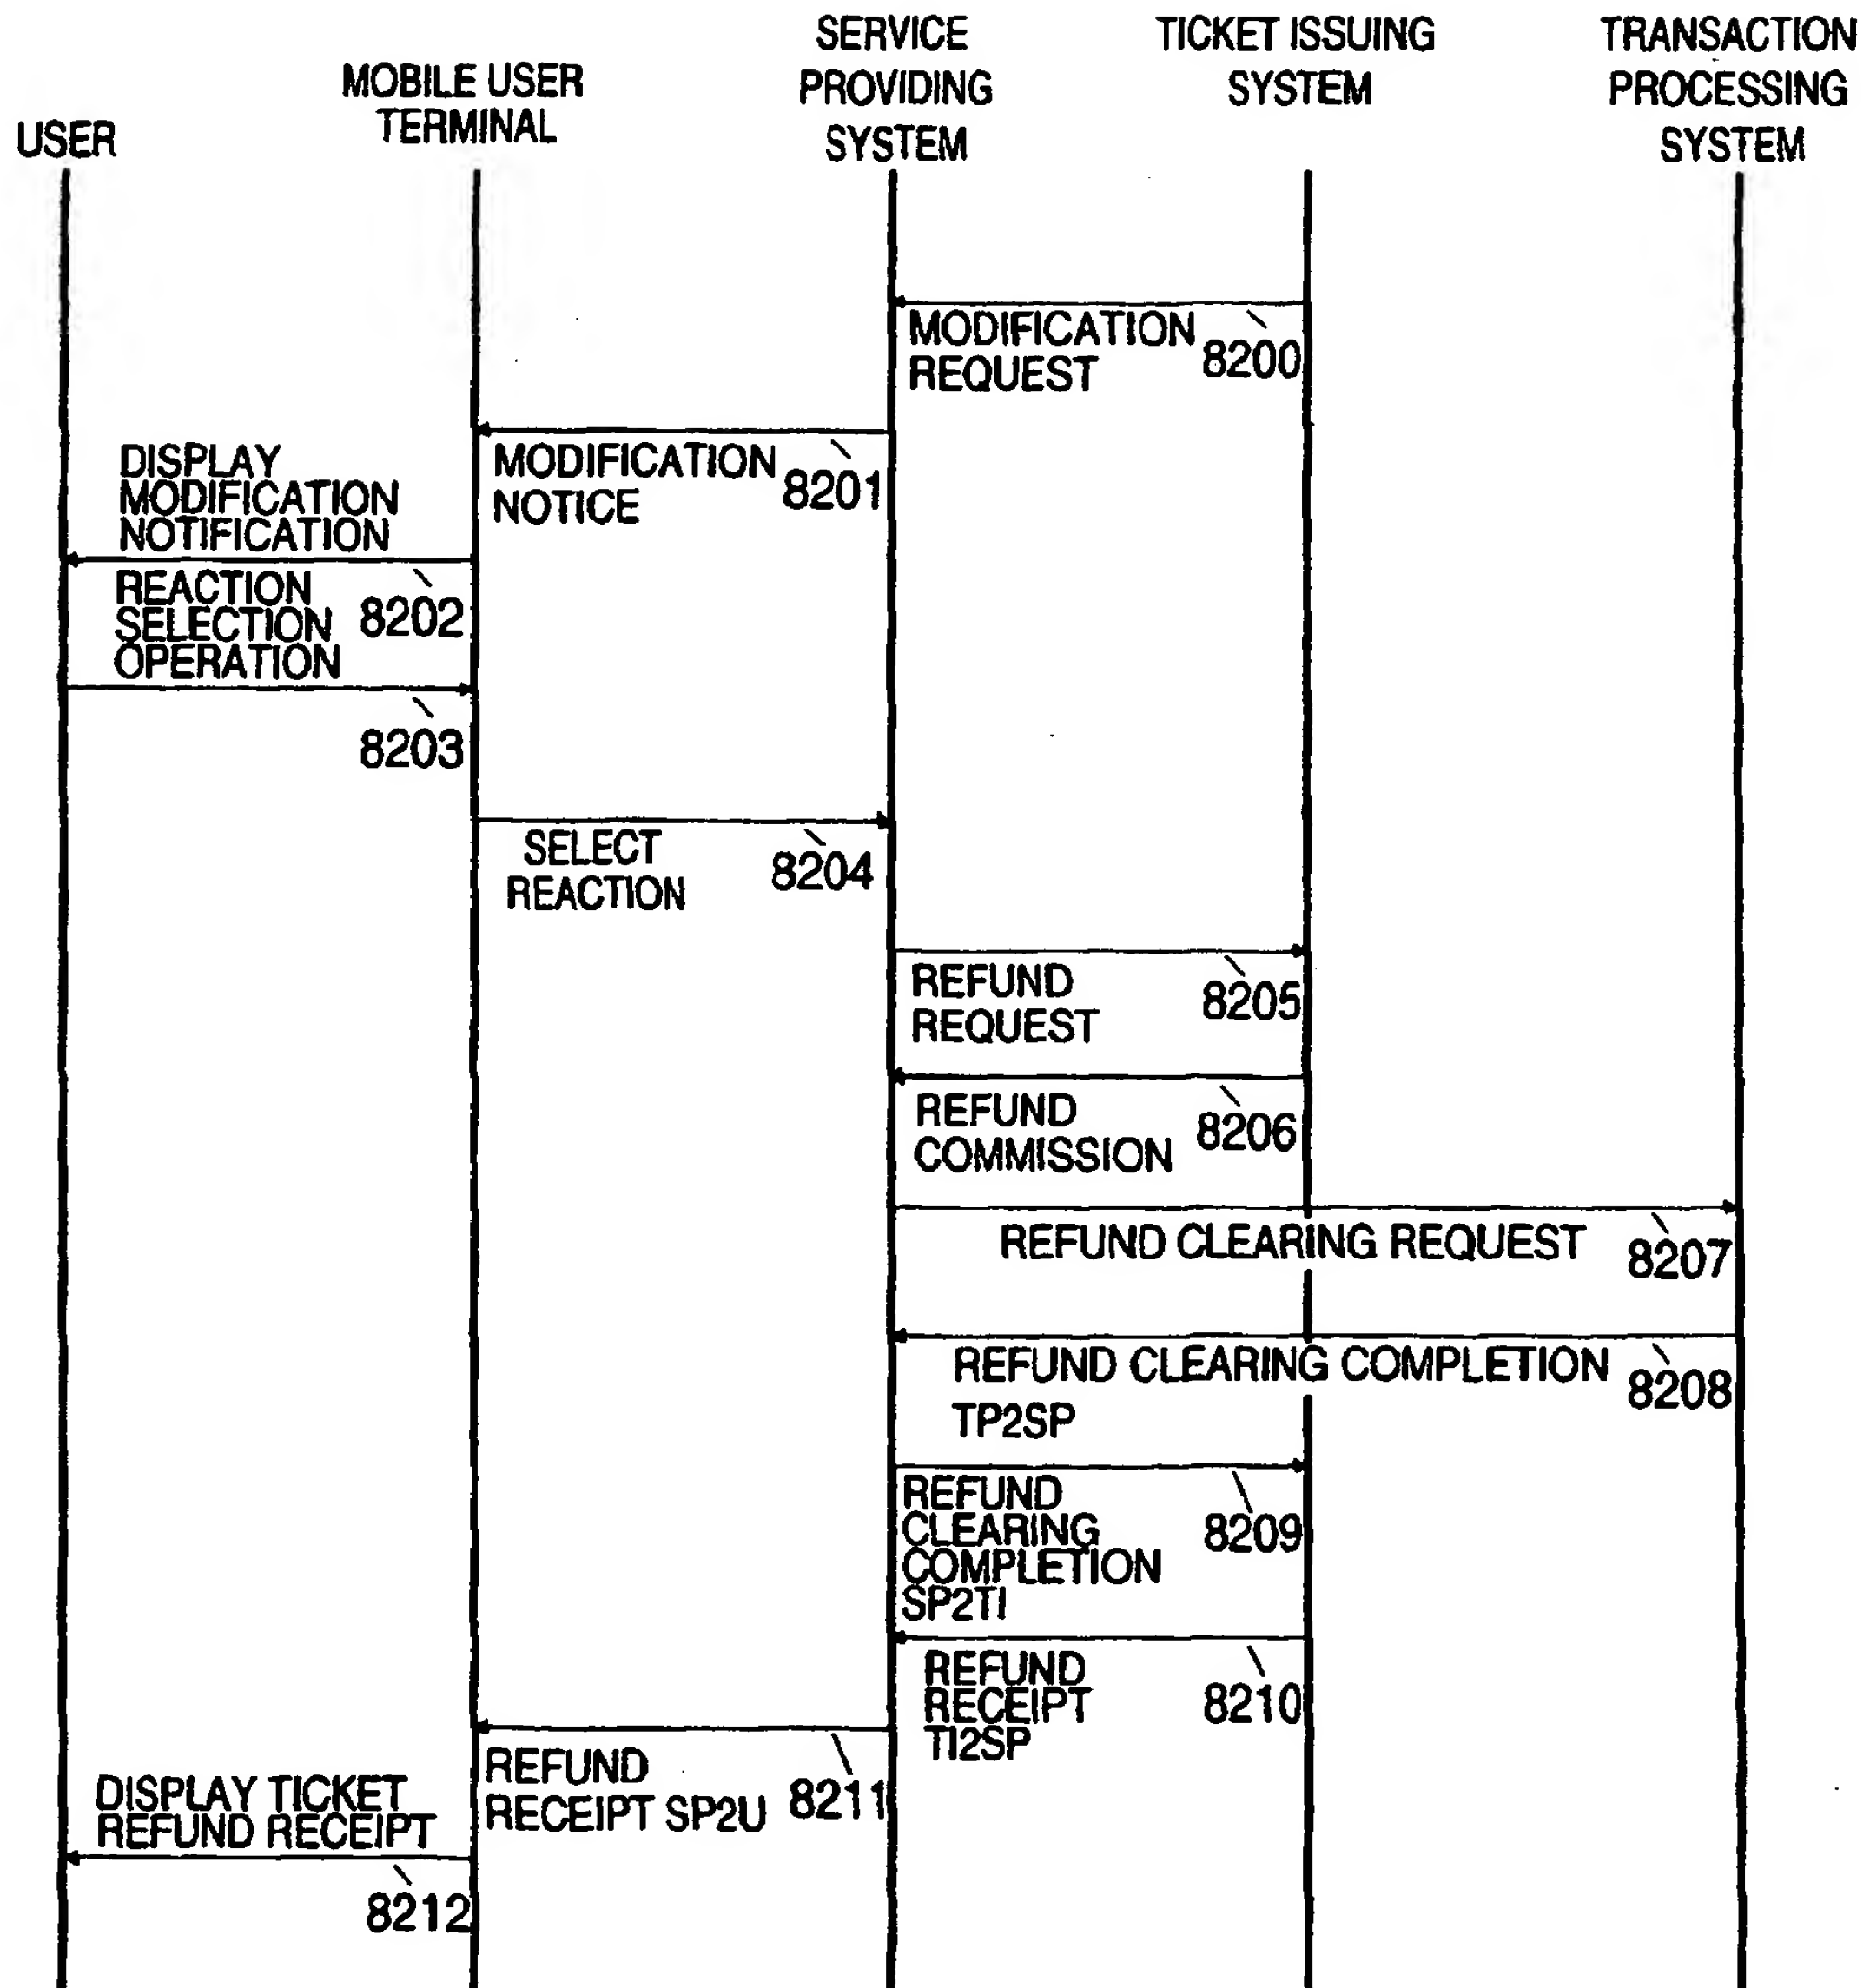 USER
MOBILE USER
TERMINAL
SERVICE
PROVIDING
SYSTEM
TICKET ISSUING
SYSTEM
TRANSACTION
PROCESSING
SYSTEM
MODIFICATION
REQUEST
8200
MODIFICATION
NOTICE
8201
DISPLAY
MODIFICATION
NOTIFICATION
8202
REACTION
SELECTION
OPERATION
8203
SELECT
REACTION
8204
REFUND
REQUEST
8205
REFUND
COMMISSION
8206
REFUND CLEARING REQUEST
8207
REFUND CLEARING COMPLETION
TP2SP
8208
REFUND
CLEARING
COMPLETION
SP2TI
8209
REFUND
RECEIPT
TI2SP
8210
REFUND
RECEIPT SP2U
8211
DISPLAY TICKET
REFUND RECEIPT
8212